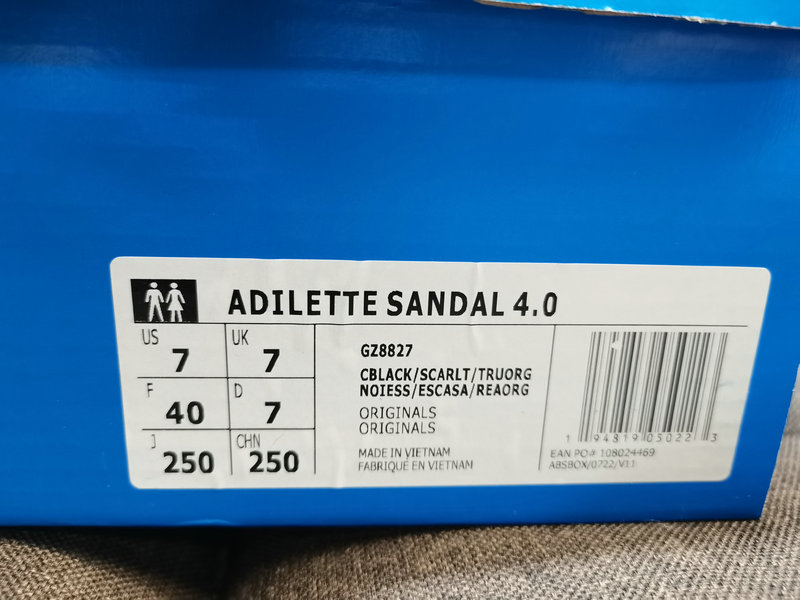 ADILETTE SANDAL 4.0
US 7 UK 7
F 40 D 7
J 250 CHN 250
GZ8827
CBLACK/SCARLT/TRUORG
NOIESS/ESCASA/REAORG
ORIGINALS
ORIGINALS
MADE IN VIETNAM
FABRIQUÉ EN VIETNAM
1 94819 05022 3
EAN PO# 108024469
ABSBOX/0722/V11